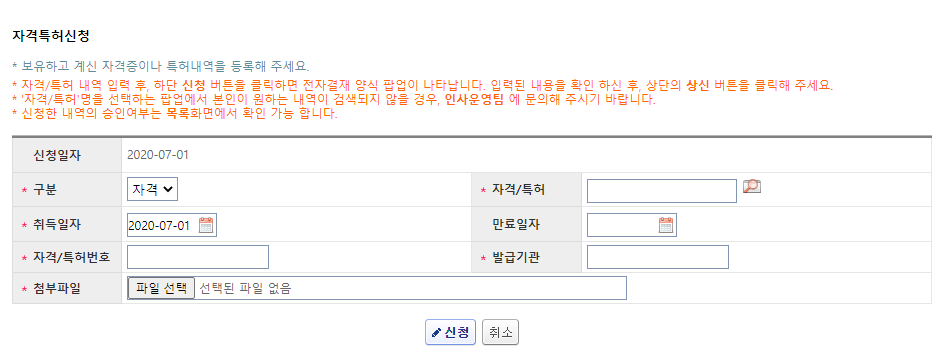 자격특허신청
* 보유하고 계신 자격증이나 특허내역을 등록해 주세요.
* 자격/특허 내역 입력 후, 하단 신청 버튼을 클릭하면 전자결재 양식 팝업이 나타납니다. 입력된 내용을 확인 하신 후, 상단의 상신 버튼을 클릭해 주세요.
* '자격/특허'명을 선택하는 팝업에서 본인이 원하는 내역이 검색되지 않을 경우, 인사운영팀 에 문의해 주시기 바랍니다.
* 신청한 내역의 승인여부는 목록화면에서 확인 가능 합니다.
신청일자 2020-07-01
* 구분 자격 * 자격/특허
* 취득일자 2020-07-01 만료일자
* 자격/특허번호 * 발급기관
* 첨부파일 파일 선택 선택된 파일 없음
신청 취소